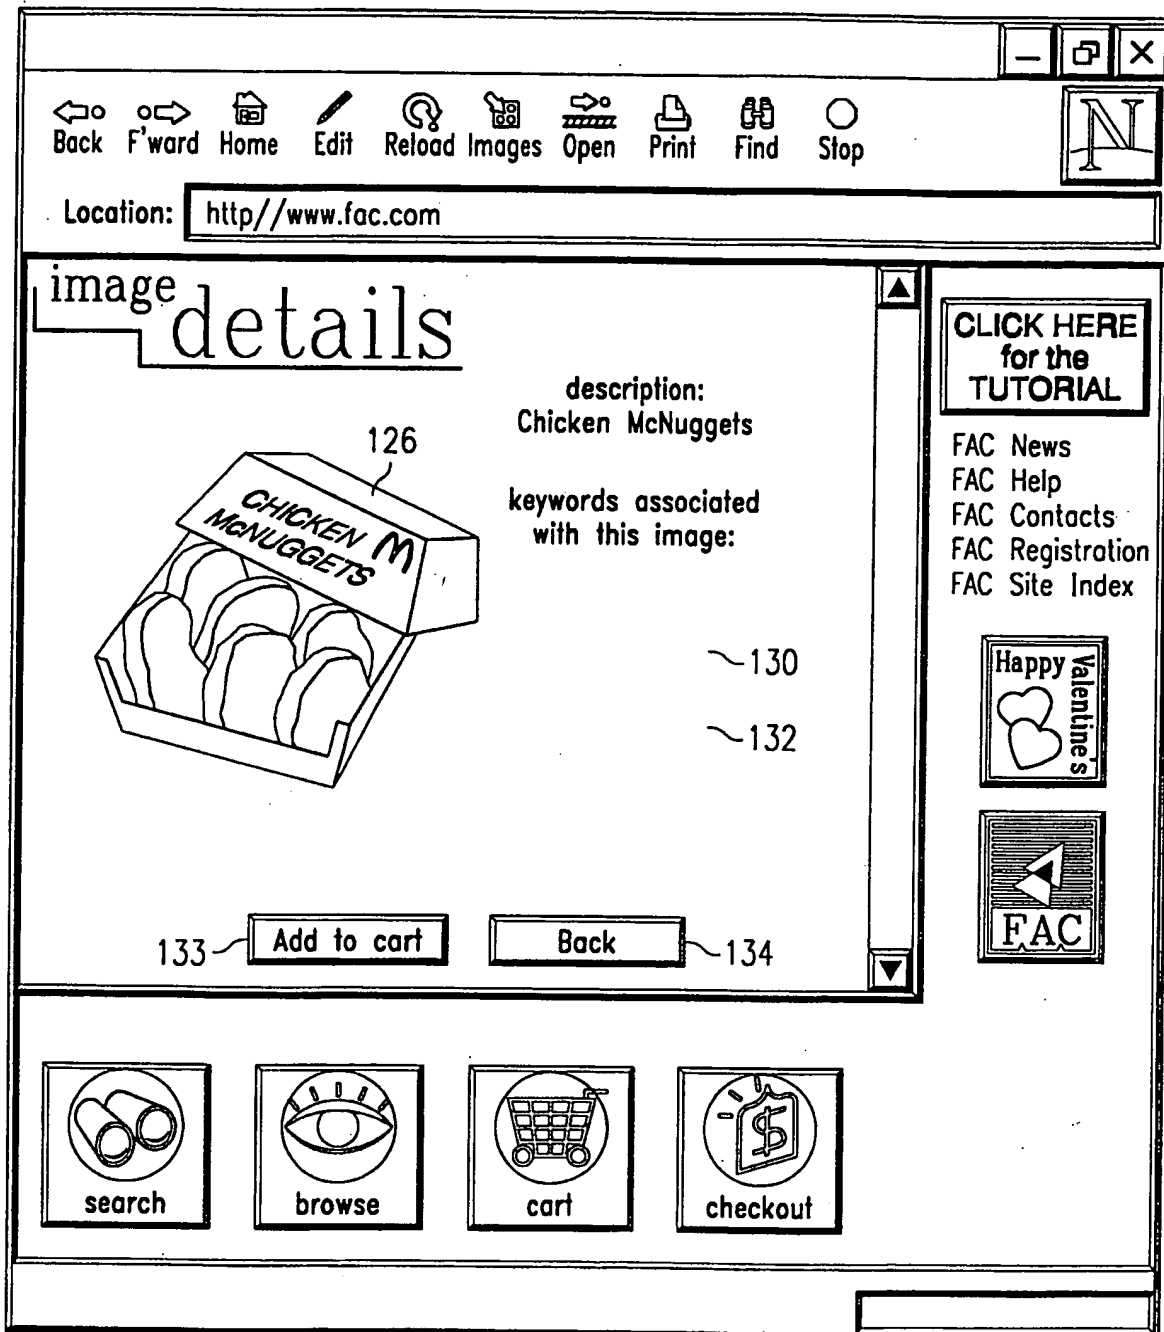 Back F'ward Home Edit Reload Images Open Print Find Stop
N
Location: http//www.fac.com
image
details
description:
Chicken McNuggets
keywords associated
with this image:
126
CHICKEN
McNUGGETS M
130
132
133 Add to cart Back 134
CLICK HERE
for the
TUTORIAL
FAC News
FAC Help
FAC Contacts
FAC Registration
FAC Site Index
Happy Valentine's
FAC
search browse cart checkout
$